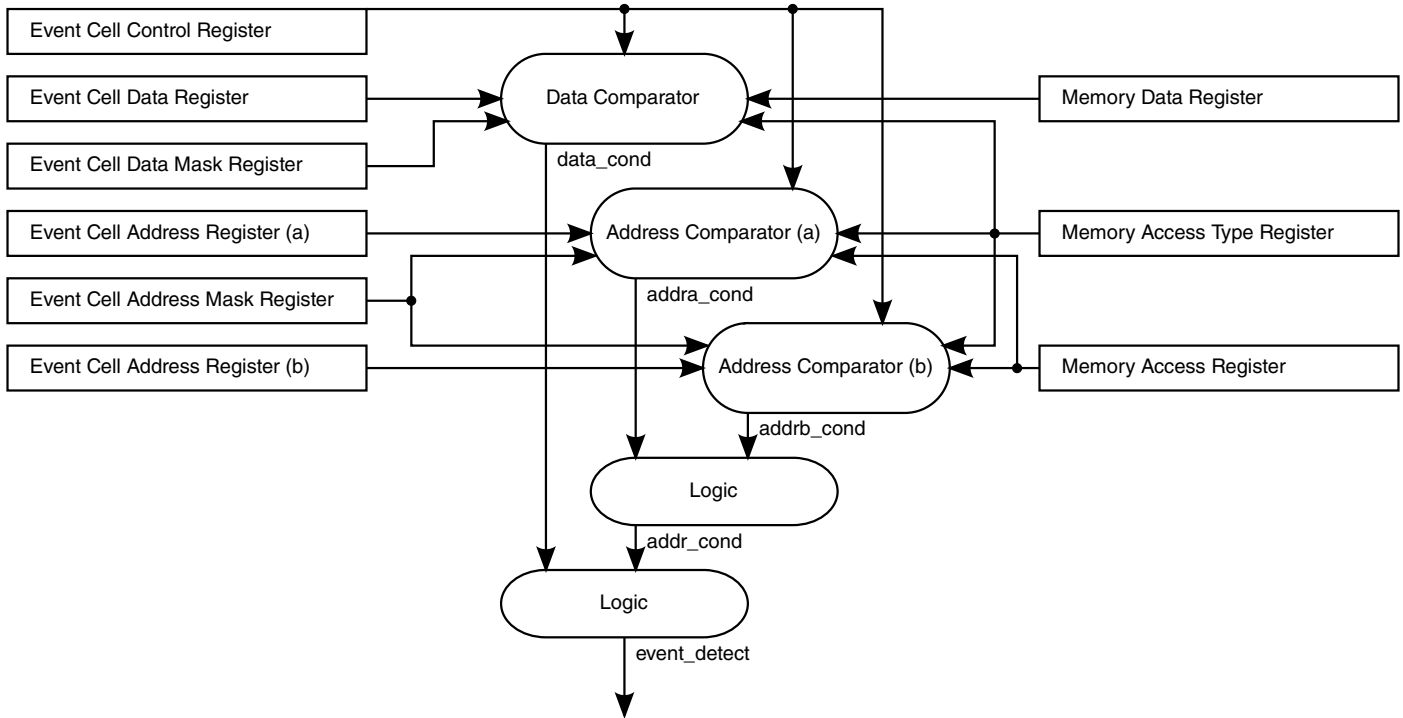 Event Cell Control Register
Event Cell Data Register
Data Comparator
Memory Data Register
Event Cell Data Mask Register
data_cond
Event Cell Address Register (a)
Address Comparator (a)
Memory Access Type Register
Event Cell Address Mask Register
addra_cond
Event Cell Address Register (b)
Address Comparator (b)
Memory Access Register
addrb_cond
Logic
addr_cond
Logic
event_detect